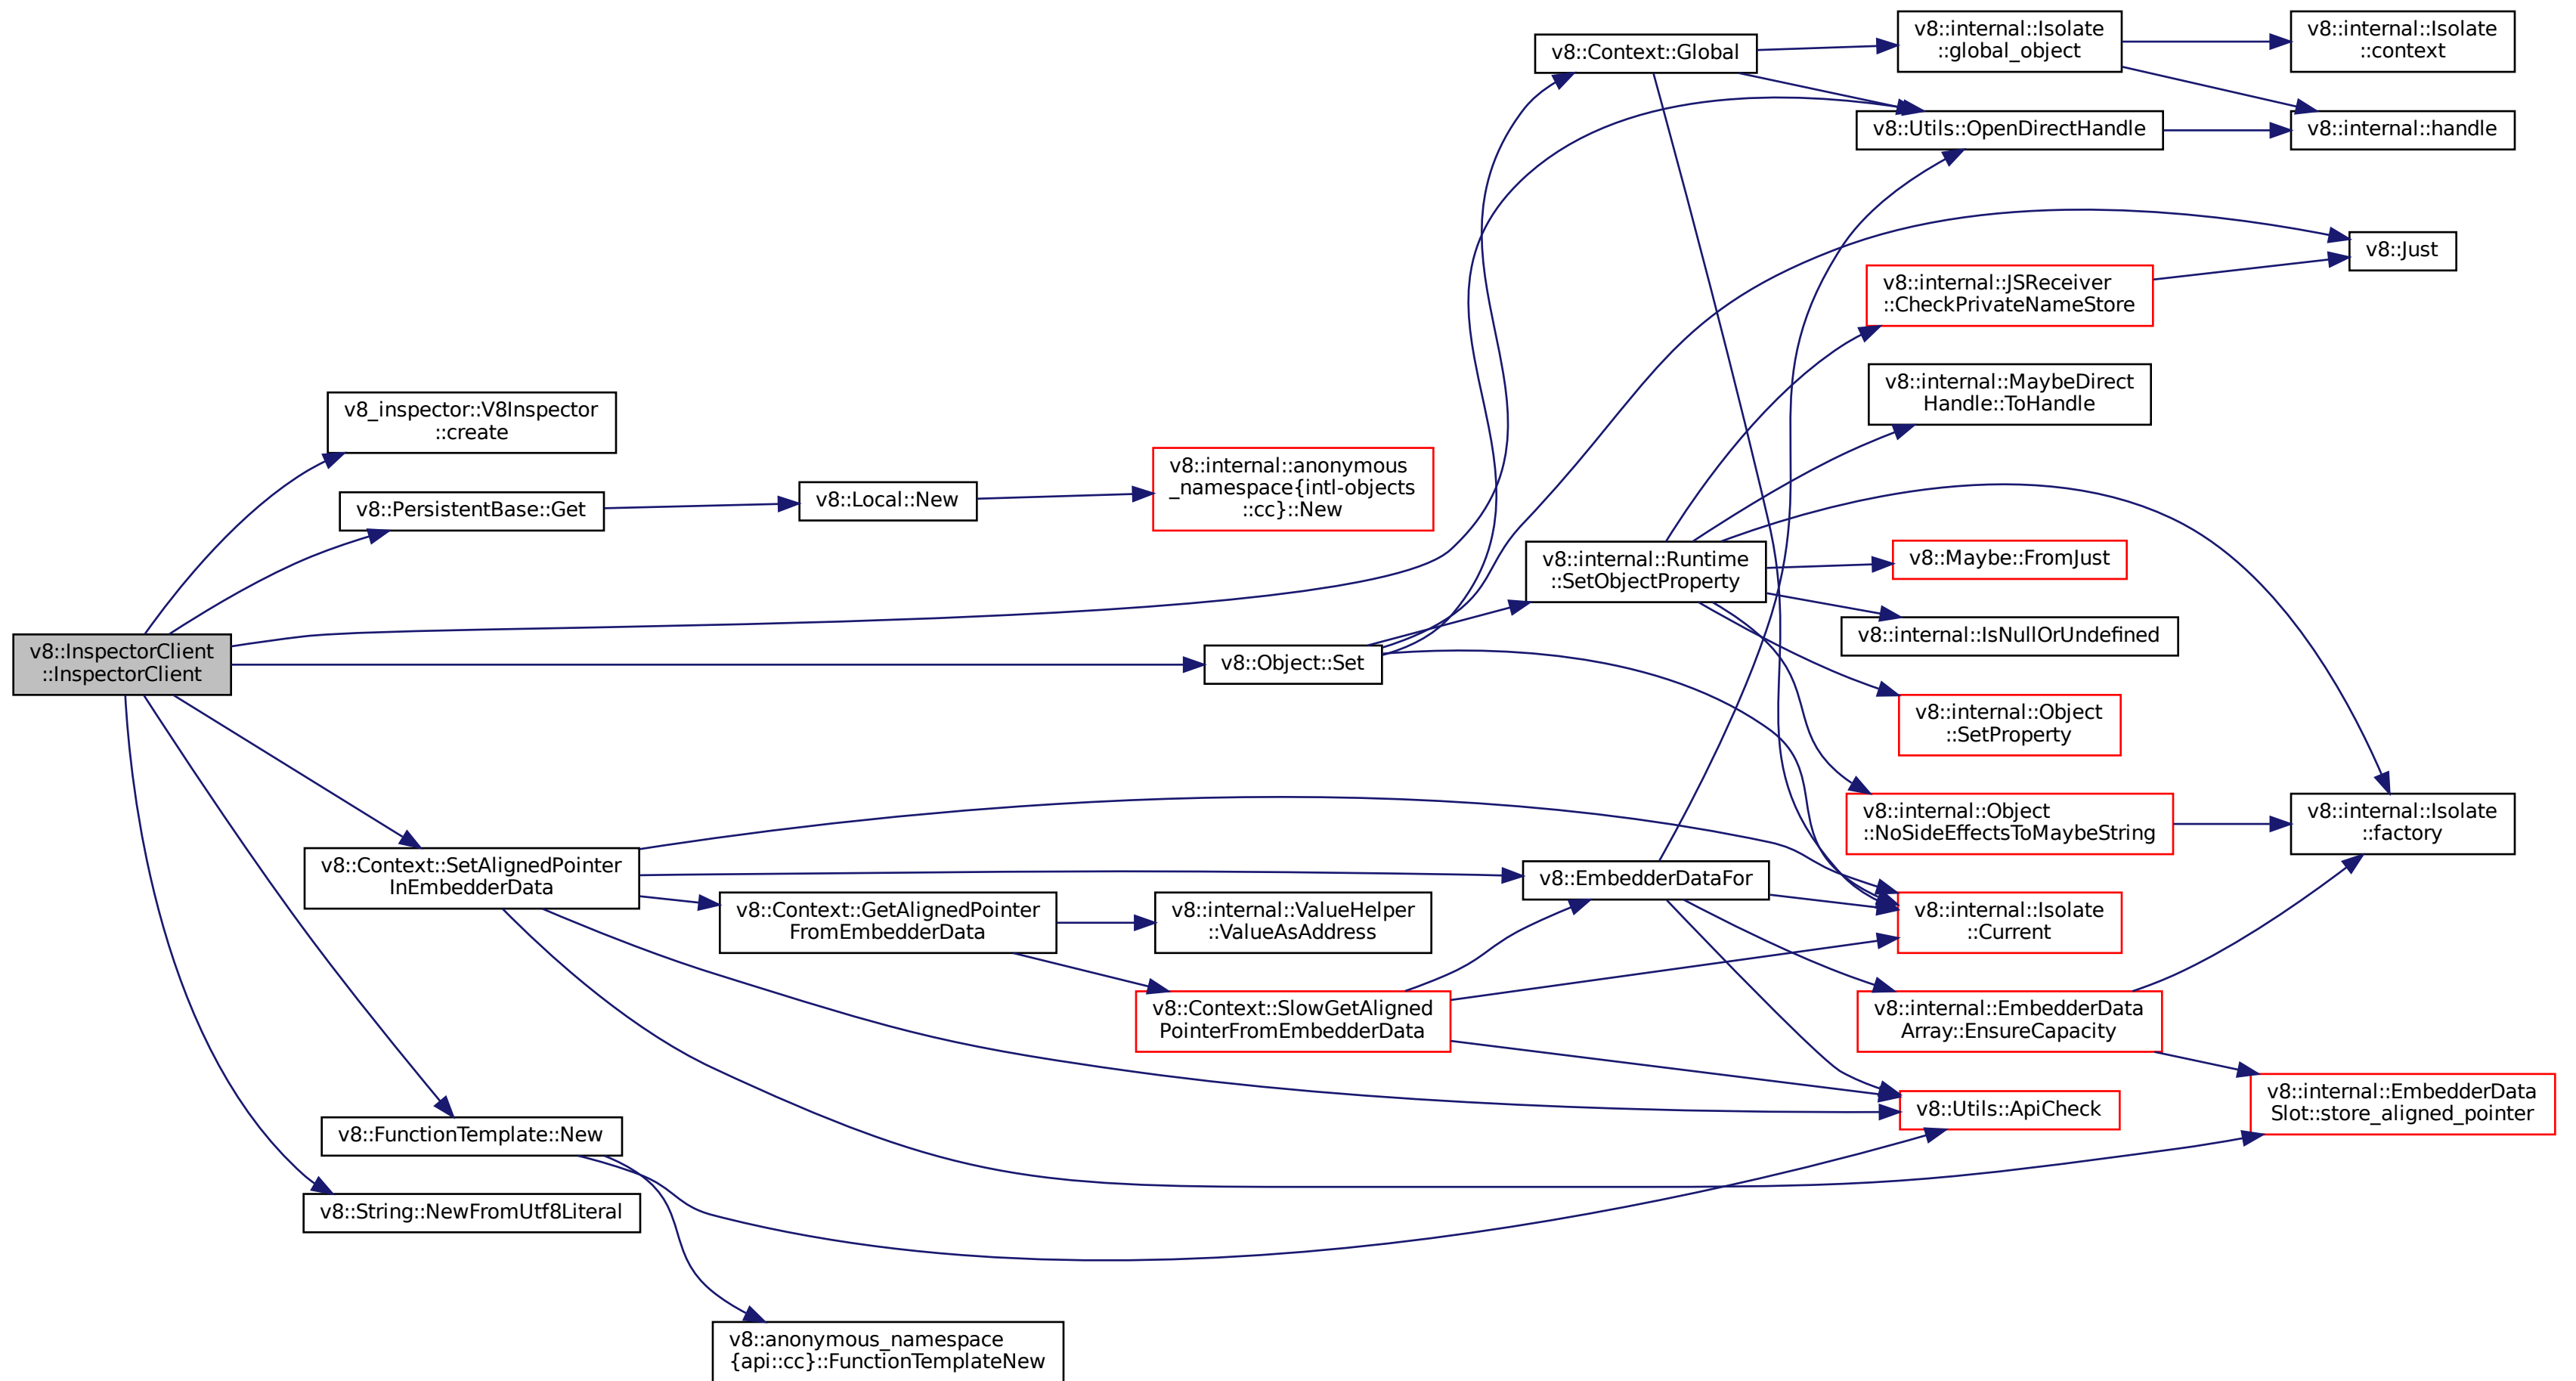 v8::Context::Global
v8::internal::Isolate
::global_object
v8::internal::Isolate
::context
v8::Utils::OpenDirectHandle
v8::internal::handle
v8::Just
v8::internal::JSReceiver
::CheckPrivateNameStore
v8::internal::MaybeDirect
Handle::ToHandle
v8_inspector::V8Inspector
::create
v8::PersistentBase::Get
v8::Local::New
v8::internal::anonymous
_namespace{intl-objects
::cc}::New
v8::internal::Runtime
::SetObjectProperty
v8::Maybe::FromJust
v8::internal::IsNullOrUndefined
v8::InspectorClient
::InspectorClient
v8::Object::Set
v8::internal::Object
::SetProperty
v8::internal::Object
::NoSideEffectsToMaybeString
v8::internal::Isolate
::factory
v8::Context::SetAlignedPointer
InEmbedderData
v8::EmbedderDataFor
v8::Context::GetAlignedPointer
FromEmbedderData
v8::internal::ValueHelper
::ValueAsAddress
v8::internal::Isolate
::Current
v8::Context::SlowGetAligned
PointerFromEmbedderData
v8::internal::EmbedderData
Array::EnsureCapacity
v8::Utils::ApiCheck
v8::internal::EmbedderData
Slot::store_aligned_pointer
v8::FunctionTemplate::New
v8::String::NewFromUtf8Literal
v8::anonymous_namespace
{api::cc}::FunctionTemplateNew